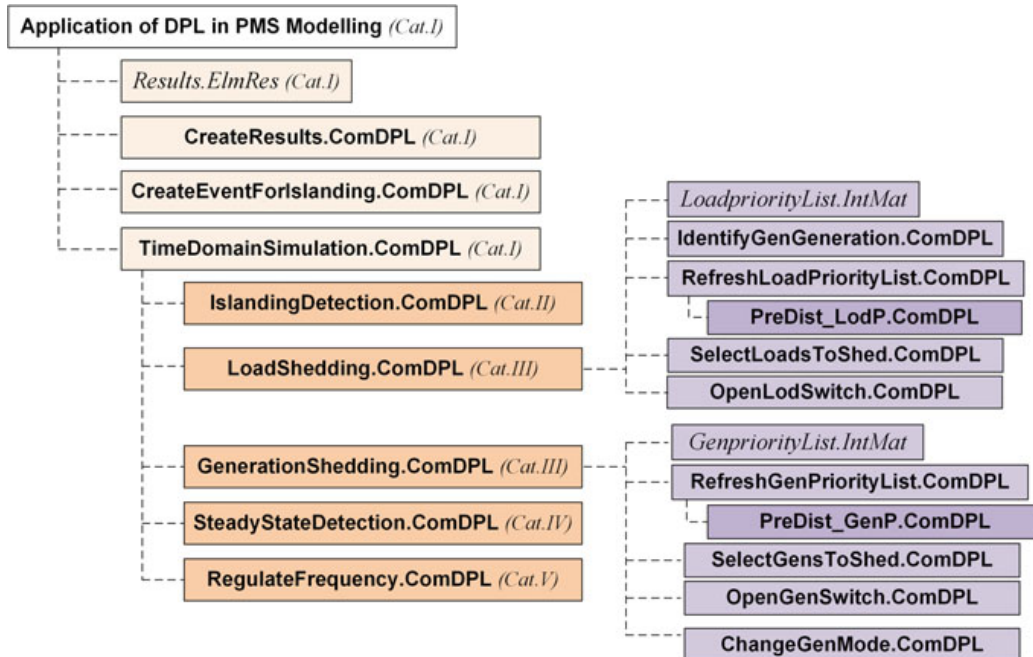 Application of DPL in PMS Modelling (Cat.I)
Results.ElmRes (Cat.I)
CreateResults.ComDPL (Cat.I)
CreateEventForIslanding.ComDPL (Cat.I)
TimeDomainSimulation.ComDPL (Cat.I)
IslandingDetection.ComDPL (Cat.II)
LoadShedding.ComDPL (Cat.III)
LoadpriorityList.IntMat
IdentifyGenGeneration.ComDPL
RefreshLoadPriorityList.ComDPL
PreDist_LodP.ComDPL
SelectLoadsToShed.ComDPL
OpenLodSwitch.ComDPL
GenerationShedding.ComDPL (Cat.III)
GenpriorityList.IntMat
RefreshGenPriorityList.ComDPL
PreDist_GenP.ComDPL
SelectGensToShed.ComDPL
OpenGenSwitch.ComDPL
ChangeGenMode.ComDPL
SteadyStateDetection.ComDPL (Cat.IV)
RegulateFrequency.ComDPL (Cat.V)